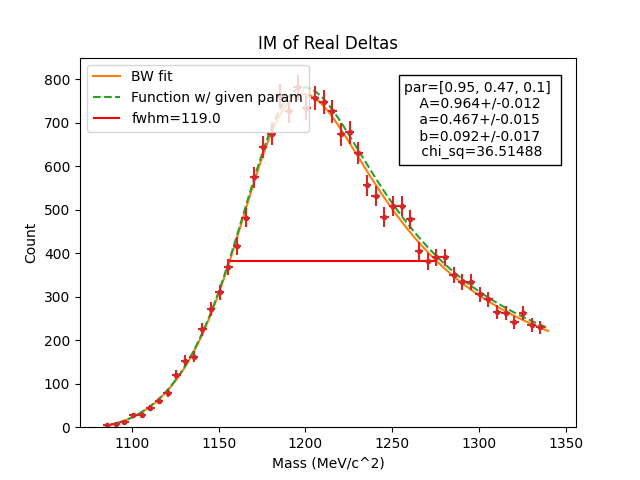 IM of Real Deltas
BW fit
Function w/ given param
fwhm=119.0
par=[0.95, 0.47, 0.1]
A=0.964+/-0.012
a=0.467+/-0.015
b=0.092+/-0.017
chi_sq=36.51488
Count
800
700
600
500
400
300
200
100
0
1100
1150
1200
1250
1300
1350
Mass (MeV/c^2)